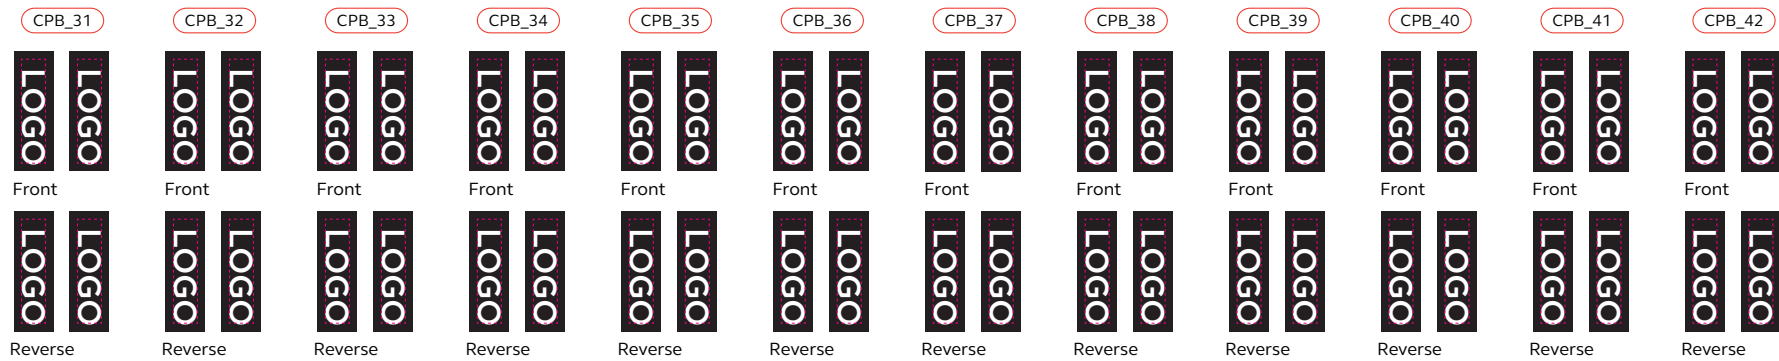 CPB_31 CPB_32 CPB_33 CPB_34 CPB_35 CPB_36 CPB_37 CPB_38 CPB_39 CPB_40 CPB_41 CPB_42
LOGO LOGO LOGO LOGO LOGO LOGO LOGO LOGO LOGO LOGO LOGO LOGO LOGO LOGO LOGO LOGO LOGO LOGO LOGO LOGO LOGO LOGO LOGO LOGO
Front Front Front Front Front Front Front Front Front Front Front Front
LOGO LOGO LOGO LOGO LOGO LOGO LOGO LOGO LOGO LOGO LOGO LOGO LOGO LOGO LOGO LOGO LOGO LOGO LOGO LOGO LOGO LOGO LOGO LOGO
Reverse Reverse Reverse Reverse Reverse Reverse Reverse Reverse Reverse Reverse Reverse Reverse